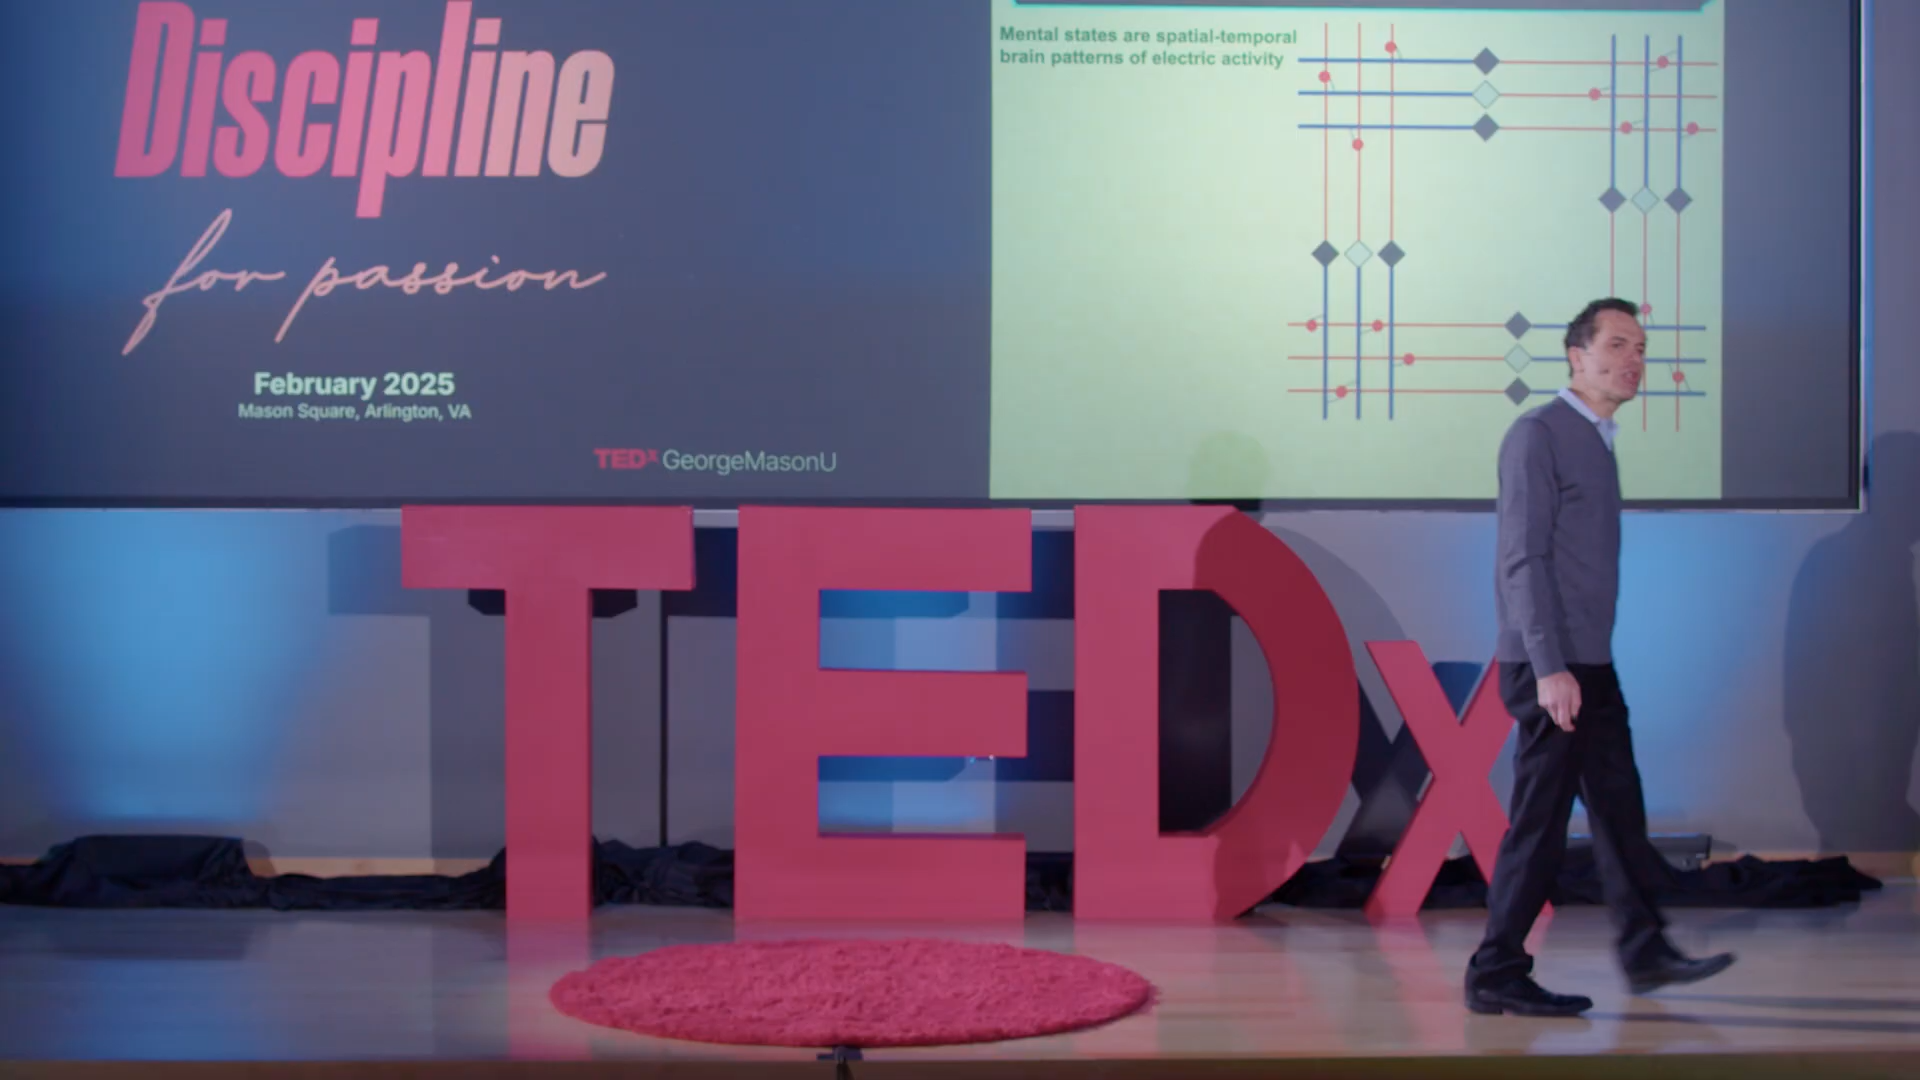 Discipline
for passion
February 2025
Mason Square, Arlington, VA
TEDx GeorgeMasonU
Mental states are spatial-temporal
brain patterns of electric activity
TEDx